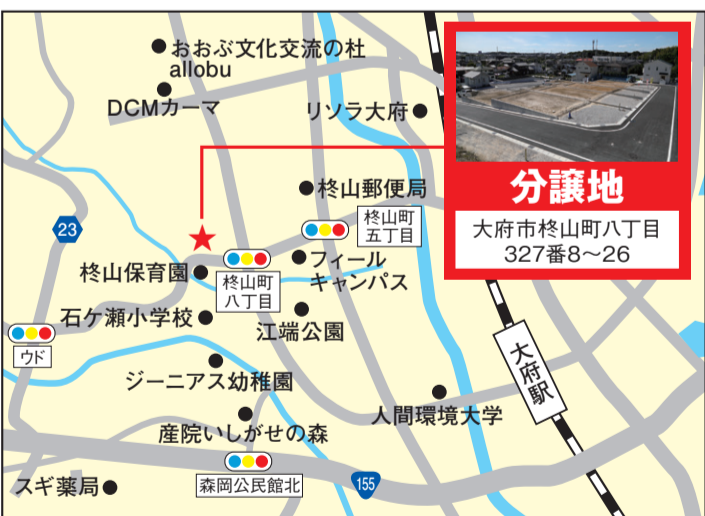 おおぶ文化交流の杜
allobu
DCMカーマ
リソラ大府
柊山郵便局
柊山町
五丁目
分譲地
大府市柊山町八丁目
327番8〜26
23
柊山保育園
柊山町
八丁目
フィール
キャンパス
石ケ瀬小学校
江端公園
ウド
ジーニアス幼稚園
大府駅
人間環境大学
産院いしがせの森
森岡公民館北
155
スギ薬局